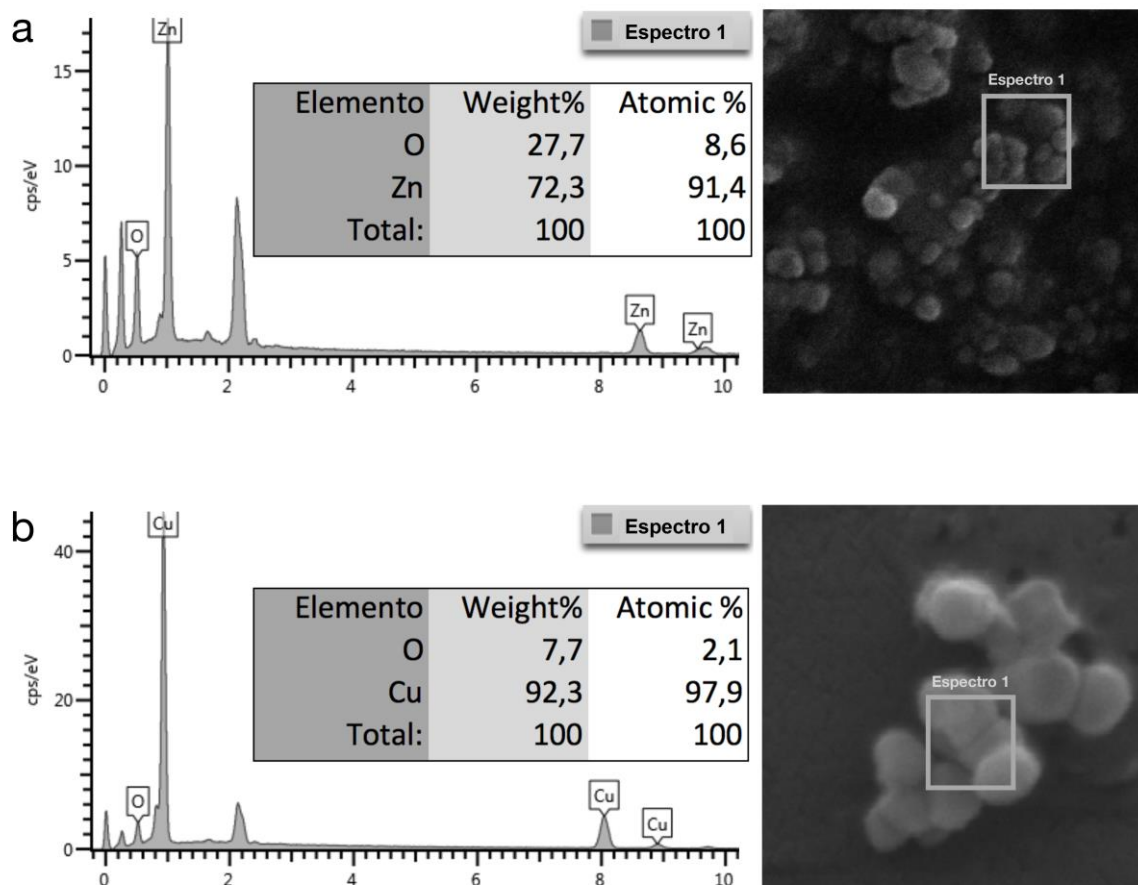 a
Zn
Espectro 1
15
10
5
0
cps/eV
Elemento Weight% Atomic %
O 27,7 8,6
Zn 72,3 91,4
Total: 100 100
O
Zn
Zn
0 2 4 6 8 10
Espectro 1
b
Cu
Espectro 1
40
20
0
cps/eV
Elemento Weight% Atomic %
O 7,7 2,1
Cu 92,3 97,9
Total: 100 100
O
Cu
Cu
0 2 4 6 8 10
Espectro 1